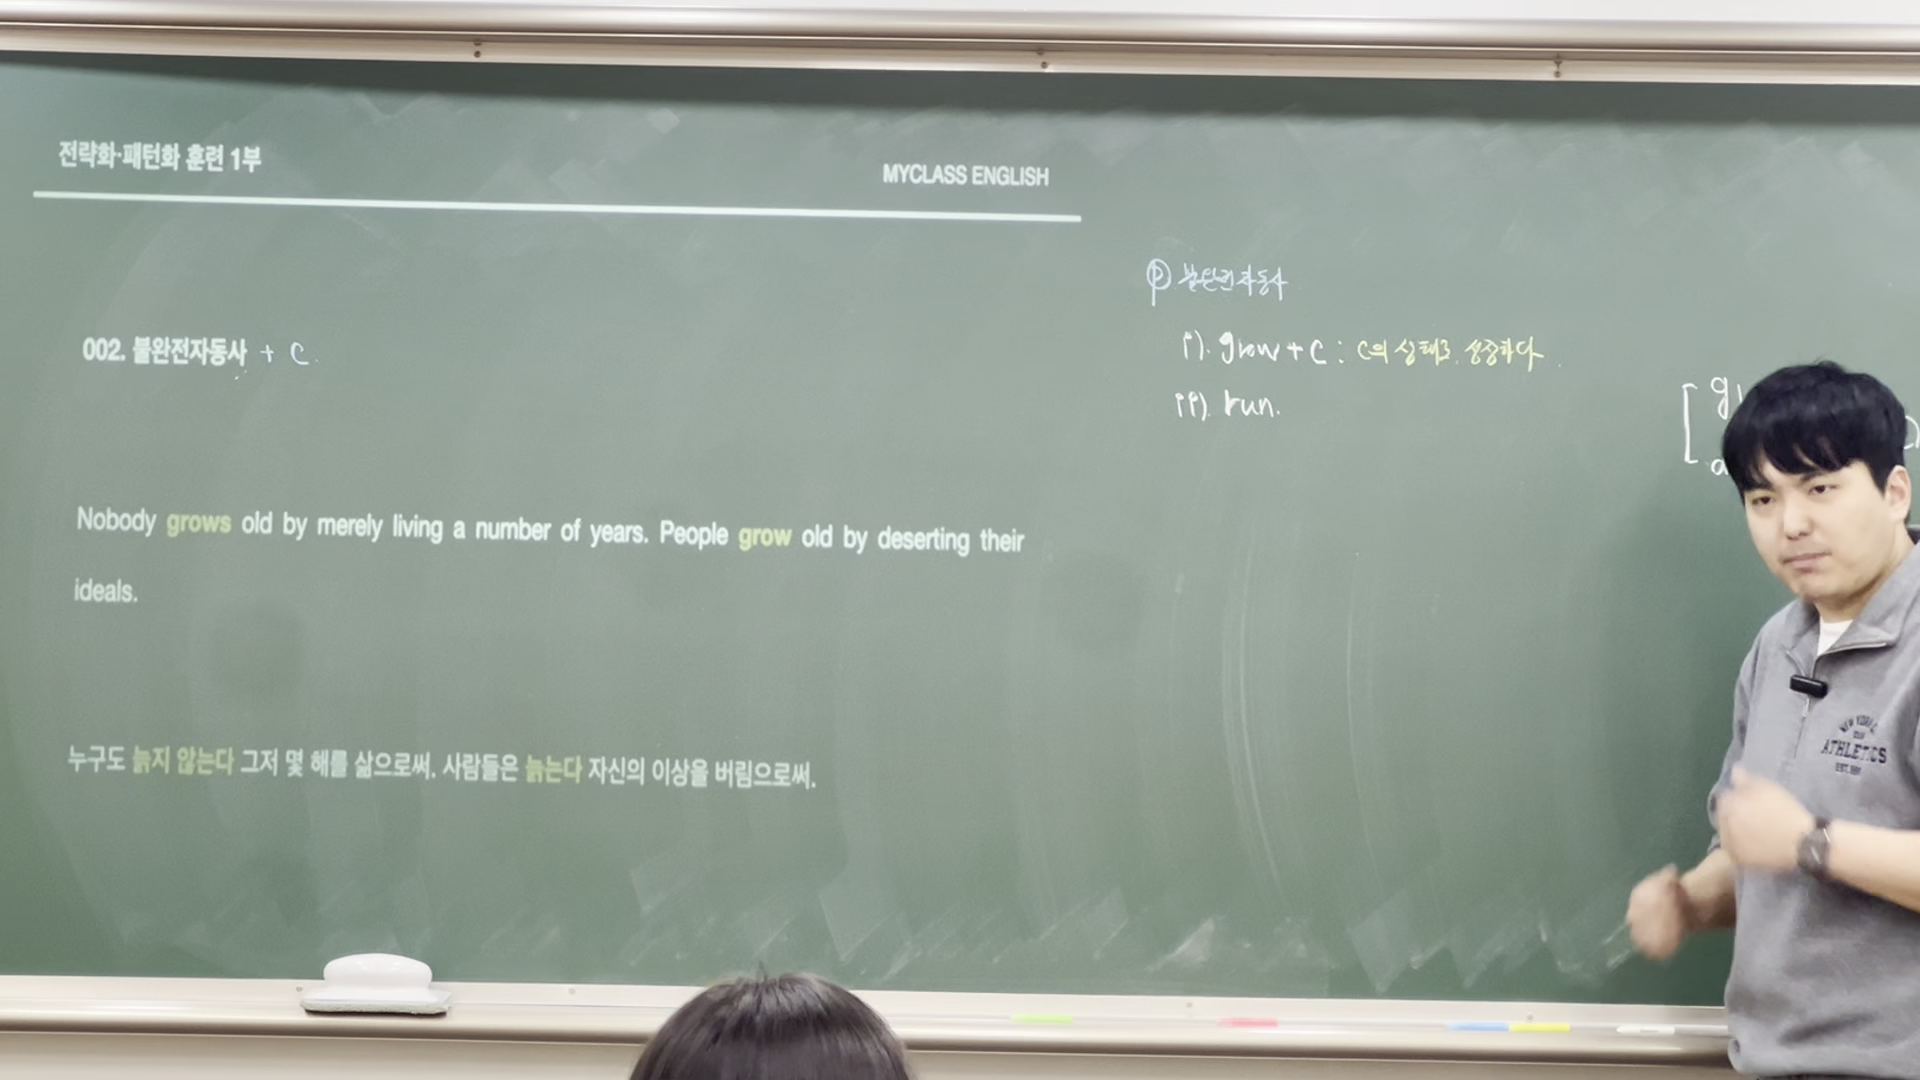 전략화·패턴화 훈련 1부
MYCLASS ENGLISH
002. 불완전자동사 + C.
Nobody grows old by merely living a number of years. People grow old by deserting their
ideals.
누구도 늙지 않는다 그저 몇 해를 삶으로써. 사람들은 늙는다 자신의 이상을 버림으로써.
Ⓟ 불완전자동사
i). grow + C : C의 상태로 성장하다.
ii). run.
NEW YORK
ATHLETICS